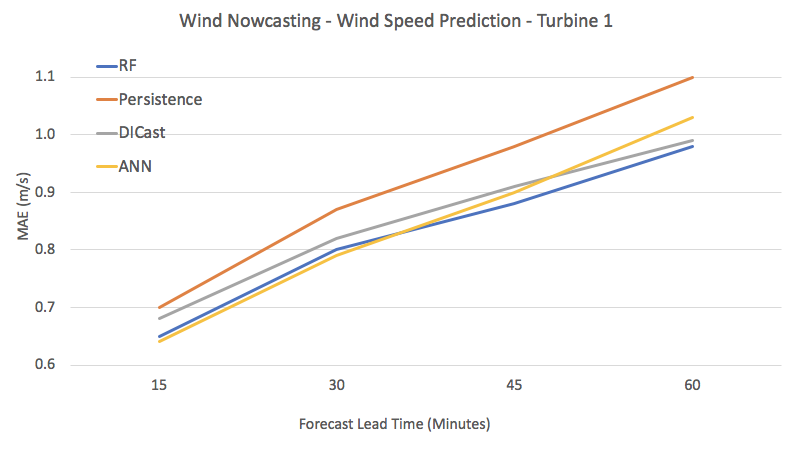 Wind Nowcasting - Wind Speed Prediction - Turbine 1
RF
Persistence
DICast
ANN
1.1
1.0
0.9
0.8
0.7
0.6
MAE (m/s)
15 30 45 60
Forecast Lead Time (Minutes)